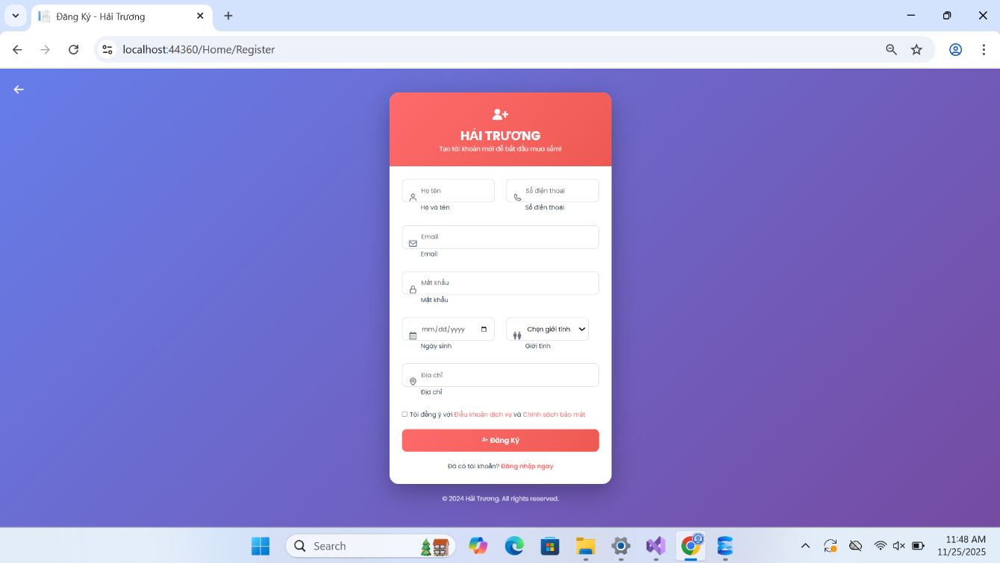 Đăng Ký - Hải Trương
localhost:44360/Home/Register
HẢI TRƯƠNG
Tạo tài khoản mới để bắt đầu mua sắm!
Họ tên
Số điện thoại
Họ và tên
Số điện thoại
Email
Email
Mật khẩu
Mật khẩu
mm/dd/yyyy
Chọn giới tính
Ngày sinh
Giới tính
Địa chỉ
Địa chỉ
Tôi đồng ý với Điều khoản dịch vụ và Chính sách bảo mật
Đăng Ký
Đã có tài khoản? Đăng nhập ngay
© 2024 Hải Trương. All rights reserved.
Search
11:48 AM
11/25/2025